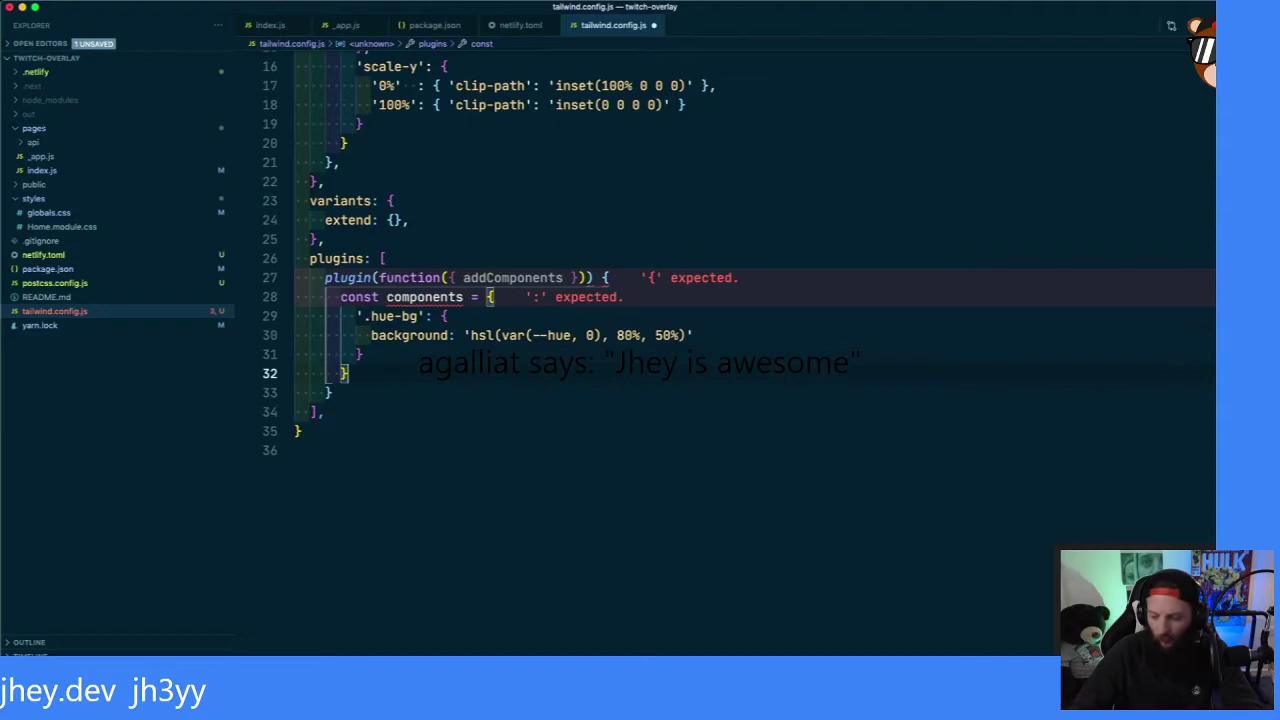 tailwind.config.js — twitch-overlay
EXPLORER
index.js
_app.js
package.json
netlify.toml
tailwind.config.js
OPEN EDITORS 1 UNSAVED
tailwind.config.js > <unknown> > plugins > const
TWITCH-OVERLAY
.netlify
.next
node_modules
out
pages
api
_app.js
index.js M
public
styles
globals.css M
Home.module.css
.gitignore
netlify.toml U
package.json M
postcss.config.js U
README.md
tailwind.config.js 3, U
yarn.lock
OUTLINE
16 'scale-y': {
17 '0%' : { 'clip-path': 'inset(100% 0 0 0)' },
18 '100%': { 'clip-path': 'inset(0 0 0 0)' }
19 }
20 }
21 },
22 },
23 variants: {
24 extend: {},
25 },
26 plugins: [
27 plugin(function({ addComponents })) { '{' expected.
28 const components = { ':' expected.
29 '.hue-bg': {
30 background: 'hsl(var(--hue, 0), 80%, 50%)'
31 }
32 }
33 }
34 ],
35 }
36
agalliat says: "Jhey is awesome"
HULK
jhey.dev jh3yy